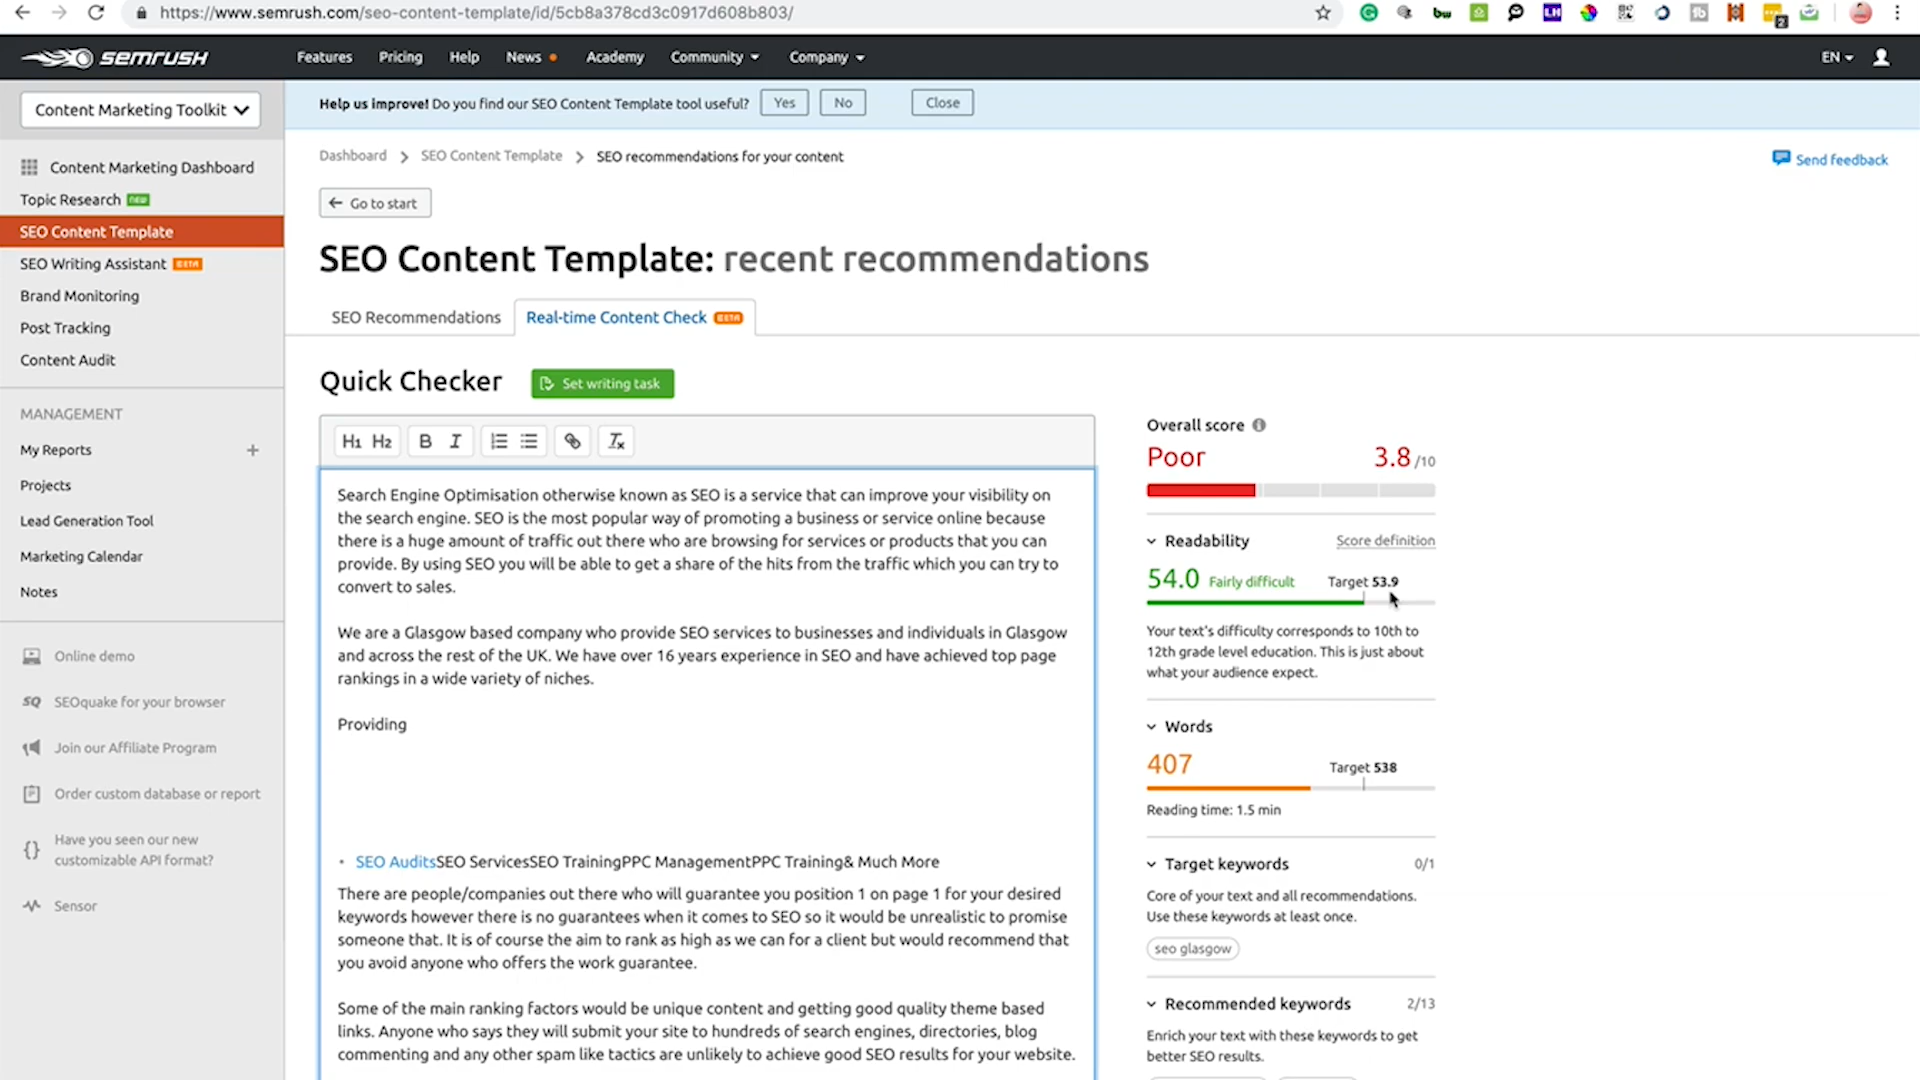 https://www.semrush.com/seo-content-template/id/5cb8a378cd3c0917d608b803/
bw
LH
2
SEMRUSH
Features
Pricing
Help
News
Academy
Community
Company
EN
Content Marketing Toolkit
Help us improve! Do you find our SEO Content Template tool useful?
Yes
No
Close
Content Marketing Dashboard
Topic Research new
SEO Content Template
SEO Writing Assistant BETA
Brand Monitoring
Post Tracking
Content Audit
MANAGEMENT
My Reports +
Projects
Lead Generation Tool
Marketing Calendar
Notes
Online demo
SQ SEOquake for your browser
Join our Affiliate Program
Order custom database or report
{} Have you seen our new
customizable API format?
Sensor
Dashboard > SEO Content Template > SEO recommendations for your content
Send feedback
Go to start
SEO Content Template: recent recommendations
SEO Recommendations
Real-time Content Check BETA
Quick Checker
Set writing task
H1 H2 B I
Search Engine Optimisation otherwise known as SEO is a service that can improve your visibility on
the search engine. SEO is the most popular way of promoting a business or service online because
there is a huge amount of traffic out there who are browsing for services or products that you can
provide. By using SEO you will be able to get a share of the hits from the traffic which you can try to
convert to sales.
We are a Glasgow based company who provide SEO services to businesses and individuals in Glasgow
and across the rest of the UK. We have over 16 years experience in SEO and have achieved top page
rankings in a wide variety of niches.
Providing
• SEO AuditsSEO ServicesSEO TrainingPPC ManagementPPC Training& Much More
There are people/companies out there who will guarantee you position 1 on page 1 for your desired
keywords however there is no guarantees when it comes to SEO so it would be unrealistic to promise
someone that. It is of course the aim to rank as high as we can for a client but would recommend that
you avoid anyone who offers the work guarantee.
Some of the main ranking factors would be unique content and getting good quality theme based
links. Anyone who says they will submit your site to hundreds of search engines, directories, blog
commenting and any other spam like tactics are unlikely to achieve good SEO results for your website.
Overall score
Poor 3.8 /10
Readability Score definition
54.0 Fairly difficult Target 53.9
Your text's difficulty corresponds to 10th to
12th grade level education. This is just about
what your audience expect.
Words
407 Target 538
Reading time: 1.5 min
Target keywords 0/1
Core of your text and all recommendations.
Use these keywords at least once.
seo glasgow
Recommended keywords 2/13
Enrich your text with these keywords to get
better SEO results.